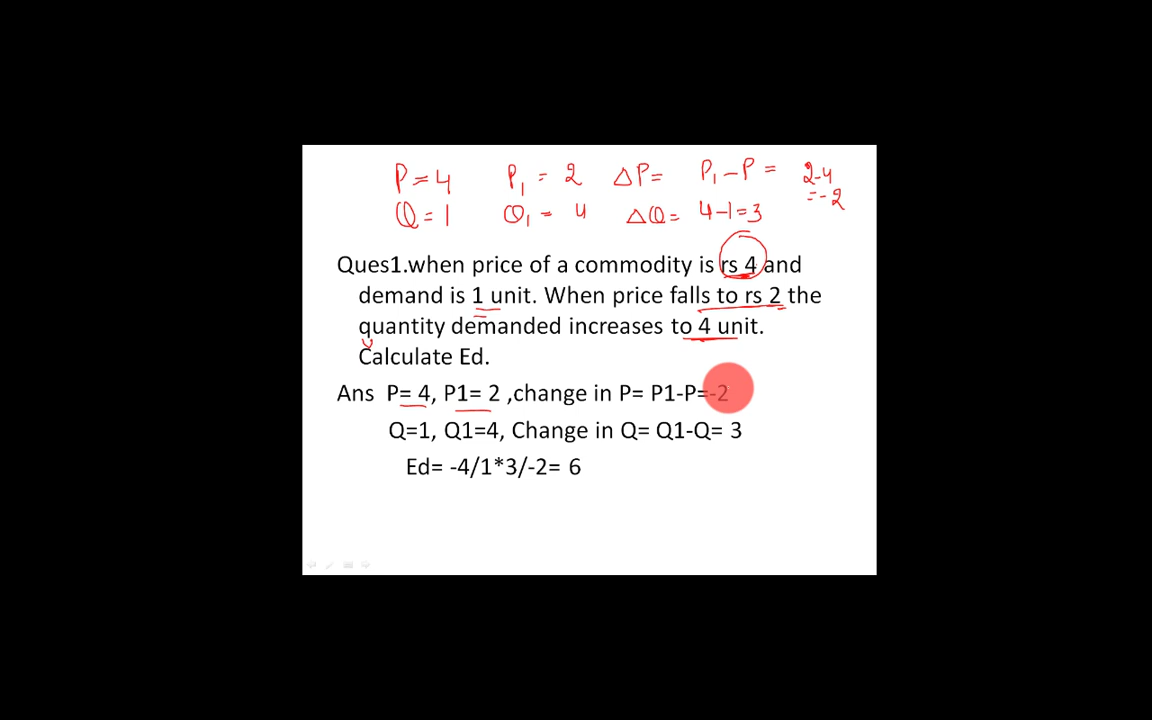 P=4 P₁ = 2 ΔP= P₁-P= 2-4
=-2
Q=1 Q₁= 4 ΔQ= 4-1=3
Ques1.when price of a commodity is rs 4 and
demand is 1 unit. When price falls to rs 2 the
quantity demanded increases to 4 unit.
Calculate Ed.
Ans P= 4, P1= 2 ,change in P= P1-P=-2
Q=1, Q1=4, Change in Q= Q1-Q= 3
Ed= -4/1*3/-2= 6